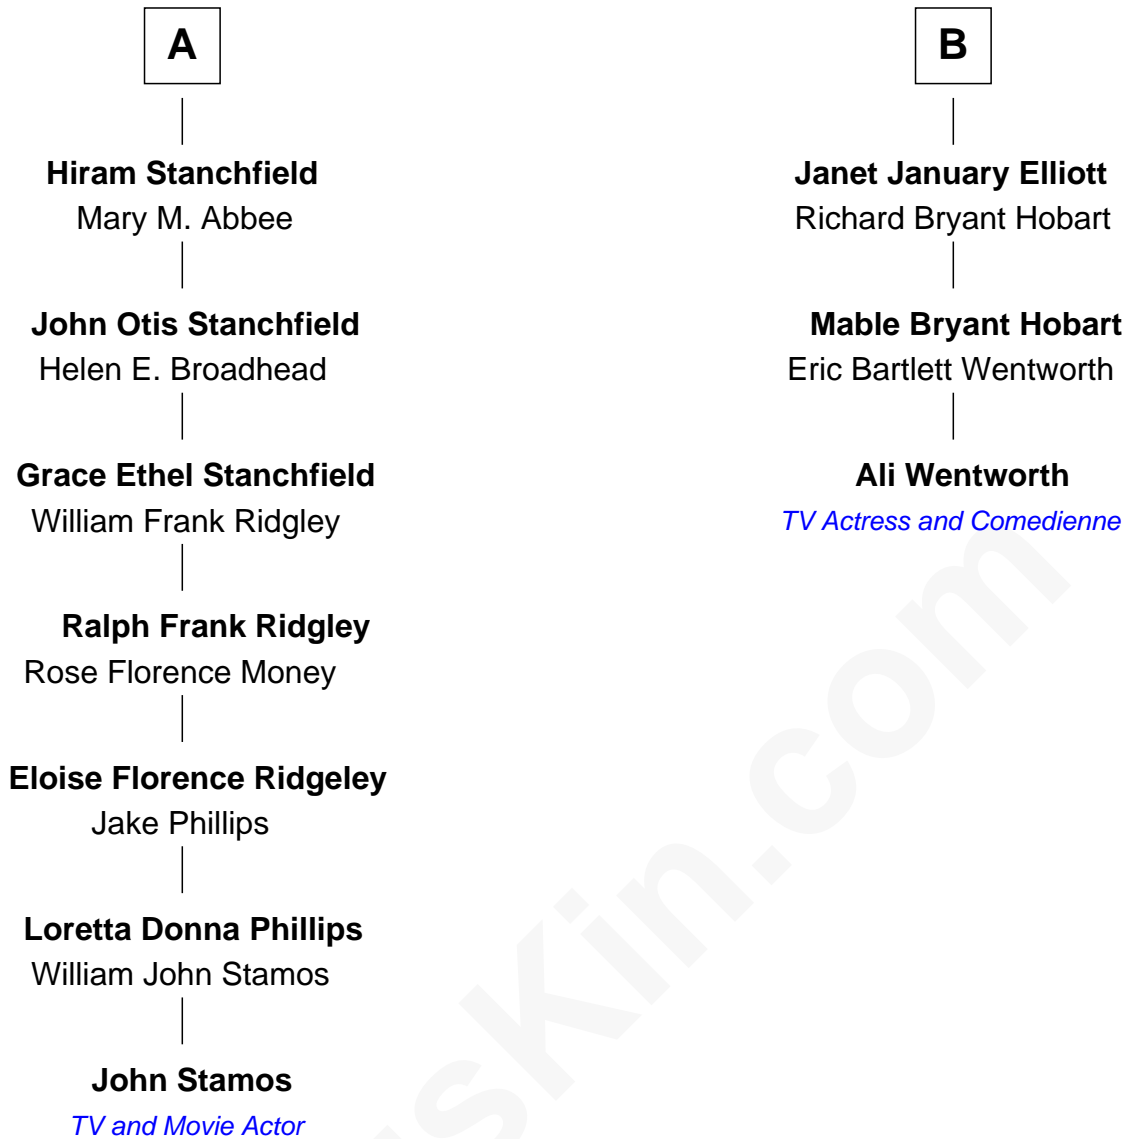 A
Hiram Stanchfield
Mary M. Abbee
John Otis Stanchfield
Helen E. Broadhead
Grace Ethel Stanchfield
William Frank Ridgley
Ralph Frank Ridgley
Rose Florence Money
Eloise Florence Ridgeley
Jake Phillips
Loretta Donna Phillips
William John Stamos
John Stamos
TV and Movie Actor
B
Janet January Elliott
Richard Bryant Hobart
Mable Bryant Hobart
Eric Bartlett Wentworth
Ali Wentworth
TV Actress and Comedienne
sKin.com